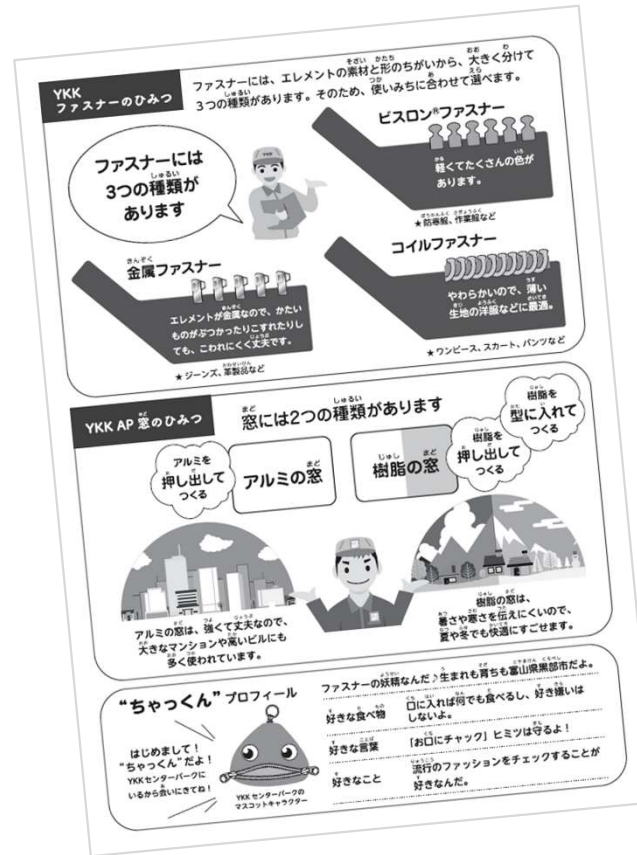 YKK
ファスナーのひみつ
ファスナーには、エレメントの素材と形のちがいから、大きく分けて
3つの種類があります。そのため、使いみちに合わせて選べます。
ファスナーには
3つの種類が
あります
YKK
ビスロン®ファスナー
軽くてたくさんの色が
あります。
★防寒服、作業服など
金属ファスナー
エレメントが金属なので、かたい
ものがぶつかったりこすれたりし
ても、こわれにくく丈夫です。
★ジーンズ、革製品など
コイルファスナー
やわらかいので、薄い
生地の洋服などに最適。
★ワンピース、スカート、パンツなど
YKK AP 窓のひみつ
窓には2つの種類があります
アルミを
押し出して
つくる
アルミの窓
樹脂の窓
樹脂を
押し出して
つくる
樹脂を
型に入れて
つくる
アルミの窓は、強くて丈夫なので、
大きなマンションや高いビルにも
多く使われています。
樹脂の窓は、
暑さや寒さを伝えにくいので、
夏や冬でも快適にすごせます。
“ちゃっくん”プロフィール
はじめまして！
“ちゃっくん”だよ！
YKKセンターパークに
いるから会いにきてね！
YKKセンターパークの
マスコットキャラクター
ファスナーの妖精なんだ♪生まれも育ちも富山県黒部市だよ。
好きな食べ物 口に入れば何でも食べるし、好き嫌いは
しないよ。
好きな言葉 「お口にチャック」ヒミツは守るよ！
好きなこと 流行のファッションをチェックすることが
好きなんだ。